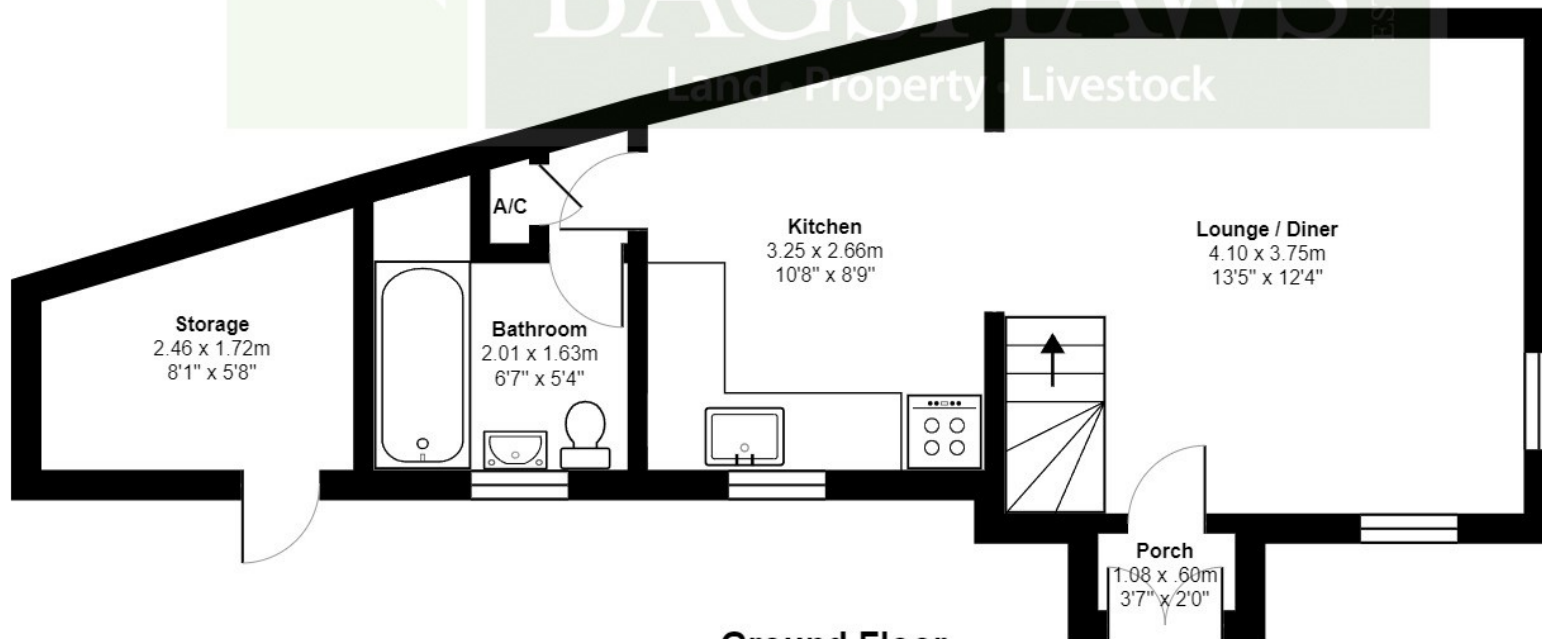 BAGSHAWS
Land • Property • Livestock
A/C
Kitchen
3.25 x 2.66m
10'8" x 8'9"
Lounge / Diner
4.10 x 3.75m
13'5" x 12'4"
Storage
2.46 x 1.72m
8'1" x 5'8"
Bathroom
2.01 x 1.63m
6'7" x 5'4"
Porch
1.08 x .60m
3'7" x 2'0"
Ground Floor